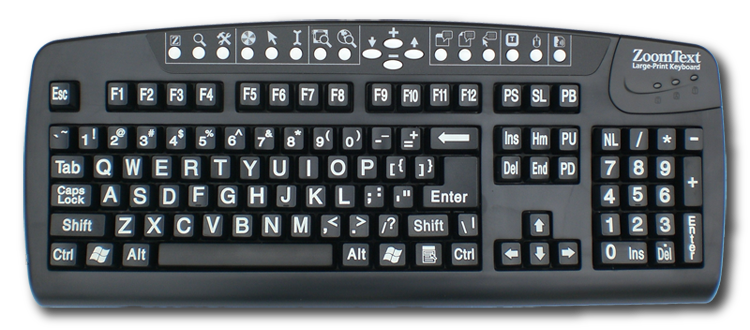 ZoomText
Large-Print Keyboard
Esc F1 F2 F3 F4 F5 F6 F7 F8 F9 F10 F11 F12 PS SL PB
` ~ 1 ! 2 @ 3 # 4 $ 5 % 6 ^ 7 & 8 * 9 ( 0 ) - _ = + Ins Hm PU NL / * -
Tab Q W E R T Y U I O P [ { ] } Del End PD 7 8 9 +
Caps Lock A S D F G H J K L ; : ' " Enter 4 5 6
Shift Z X C V B N M , < . > / ? Shift \ | 1 2 3 Enter
Ctrl Alt Alt Ctrl 0 Ins Del